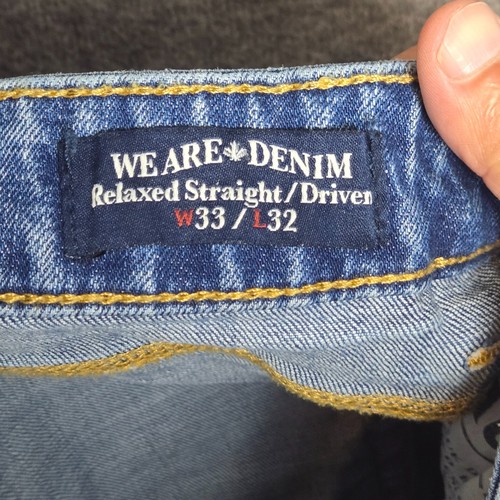 WE ARE DENIM
Relaxed Straight/Driven
W33 / L32